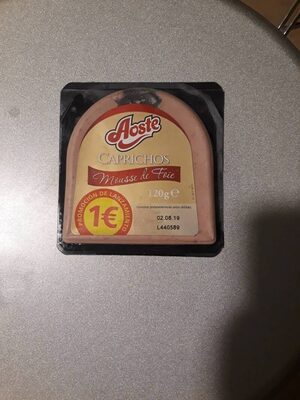 Aoste
CAPRICHOS
Mousse de Foie
120g e
PROMOCIÓN DE LANZAMIENTO
1€
02.08.19
L440589